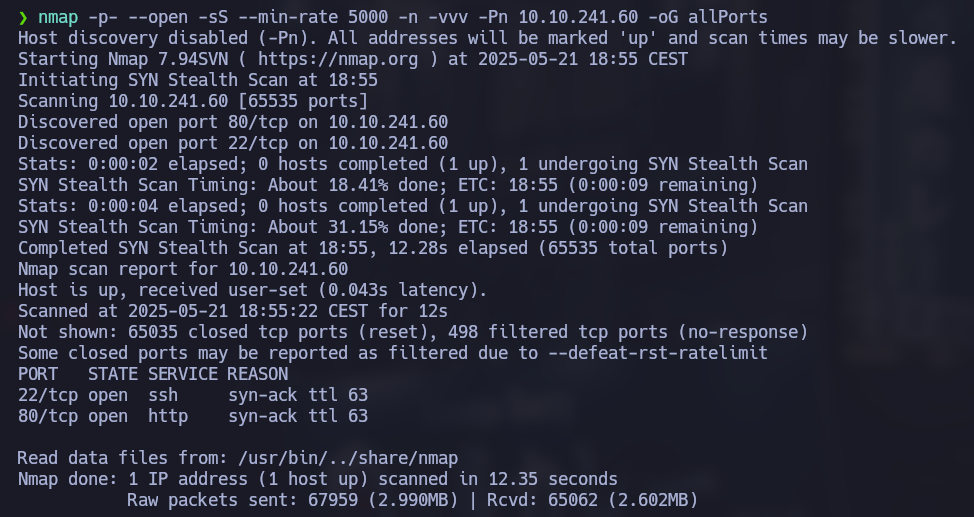 ❯ nmap -p- --open -sS --min-rate 5000 -n -vvv -Pn 10.10.241.60 -oG allPorts
Host discovery disabled (-Pn). All addresses will be marked 'up' and scan times may be slower.
Starting Nmap 7.94SVN ( https://nmap.org ) at 2025-05-21 18:55 CEST
Initiating SYN Stealth Scan at 18:55
Scanning 10.10.241.60 [65535 ports]
Discovered open port 80/tcp on 10.10.241.60
Discovered open port 22/tcp on 10.10.241.60
Stats: 0:00:02 elapsed; 0 hosts completed (1 up), 1 undergoing SYN Stealth Scan
SYN Stealth Scan Timing: About 18.41% done; ETC: 18:55 (0:00:09 remaining)
Stats: 0:00:04 elapsed; 0 hosts completed (1 up), 1 undergoing SYN Stealth Scan
SYN Stealth Scan Timing: About 31.15% done; ETC: 18:55 (0:00:09 remaining)
Completed SYN Stealth Scan at 18:55, 12.28s elapsed (65535 total ports)
Nmap scan report for 10.10.241.60
Host is up, received user-set (0.043s latency).
Scanned at 2025-05-21 18:55:22 CEST for 12s
Not shown: 65035 closed tcp ports (reset), 498 filtered tcp ports (no-response)
Some closed ports may be reported as filtered due to --defeat-rst-ratelimit
PORT   STATE SERVICE REASON
22/tcp open  ssh     syn-ack ttl 63
80/tcp open  http    syn-ack ttl 63
Read data files from: /usr/bin/../share/nmap
Nmap done: 1 IP address (1 host up) scanned in 12.35 seconds
           Raw packets sent: 67959 (2.990MB) | Rcvd: 65062 (2.602MB)